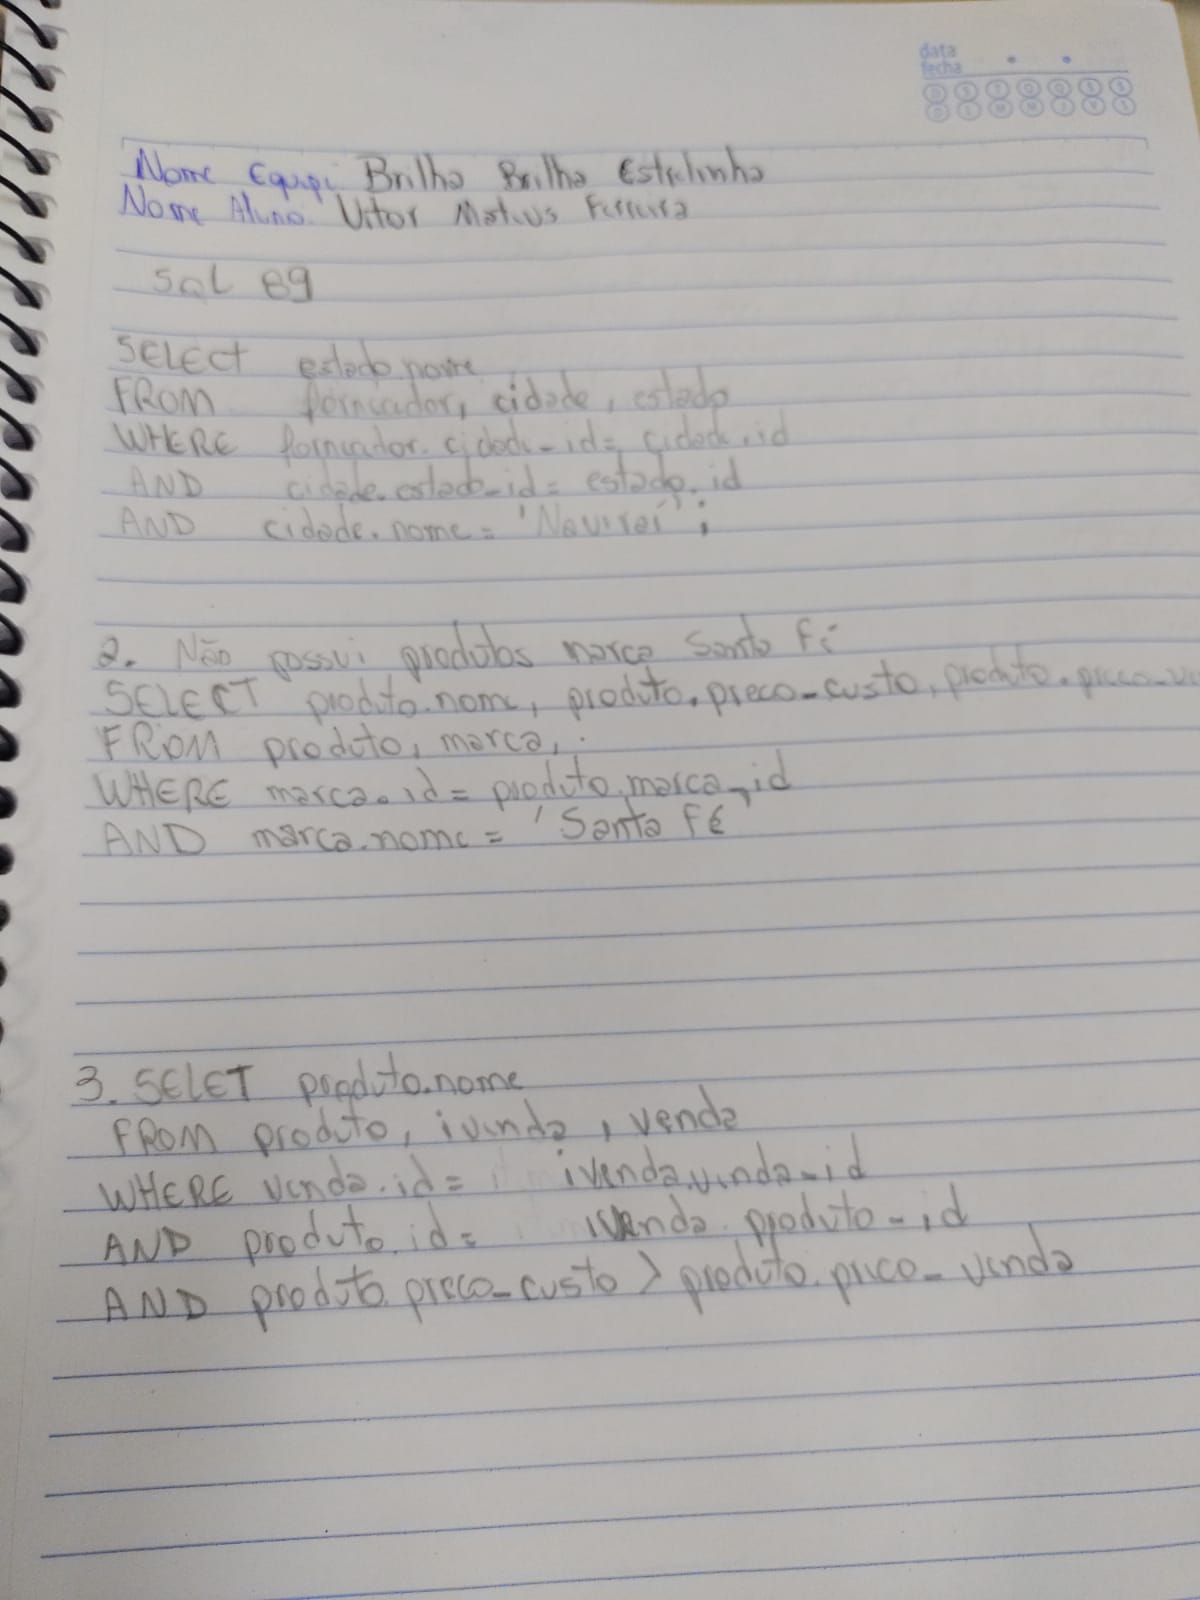 data
fecha
Nome Equipe Brilha Brilha Estrelinha
Nome Aluno. Vitor Mateus Ferreira
SQL 89
SELECT estado.nome
FROM fornecador, cidade, estado
WHERE fornecador.cidade_id = cidade.id
AND cidade.estado_id = estado.id
AND cidade.nome = 'Naviraí';
2. Não possui produtos marca Santa Fé
SELECT produto.nome, produto.preco_custo, produto.preco_ve
FROM produto, marca,
WHERE marca.id = produto.marca_id
AND marca.nome = 'Santa Fé'
3. SELET produto.nome
FROM produto, ivenda, venda
WHERE venda.id = ivenda.venda_id
AND produto.id = ivenda.produto_id
AND produto.preco_custo > produto.preco_venda